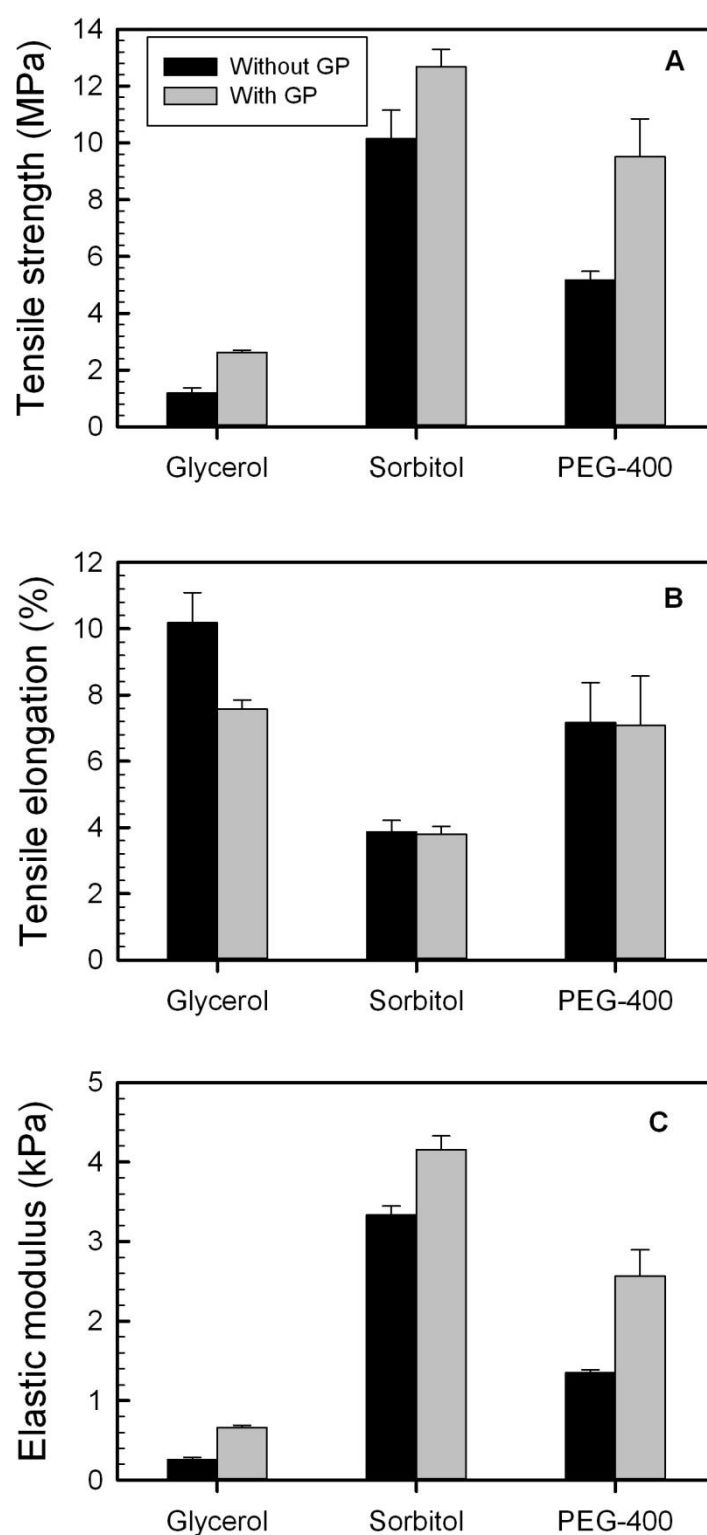 Tensile strength (MPa)
14
12
10
8
6
4
2
0
Without GP
With GP
A
Glycerol Sorbitol PEG-400
Tensile elongation (%)
12
10
8
6
4
2
0
B
Glycerol Sorbitol PEG-400
Elastic modulus (kPa)
5
4
3
2
1
0
C
Glycerol Sorbitol PEG-400